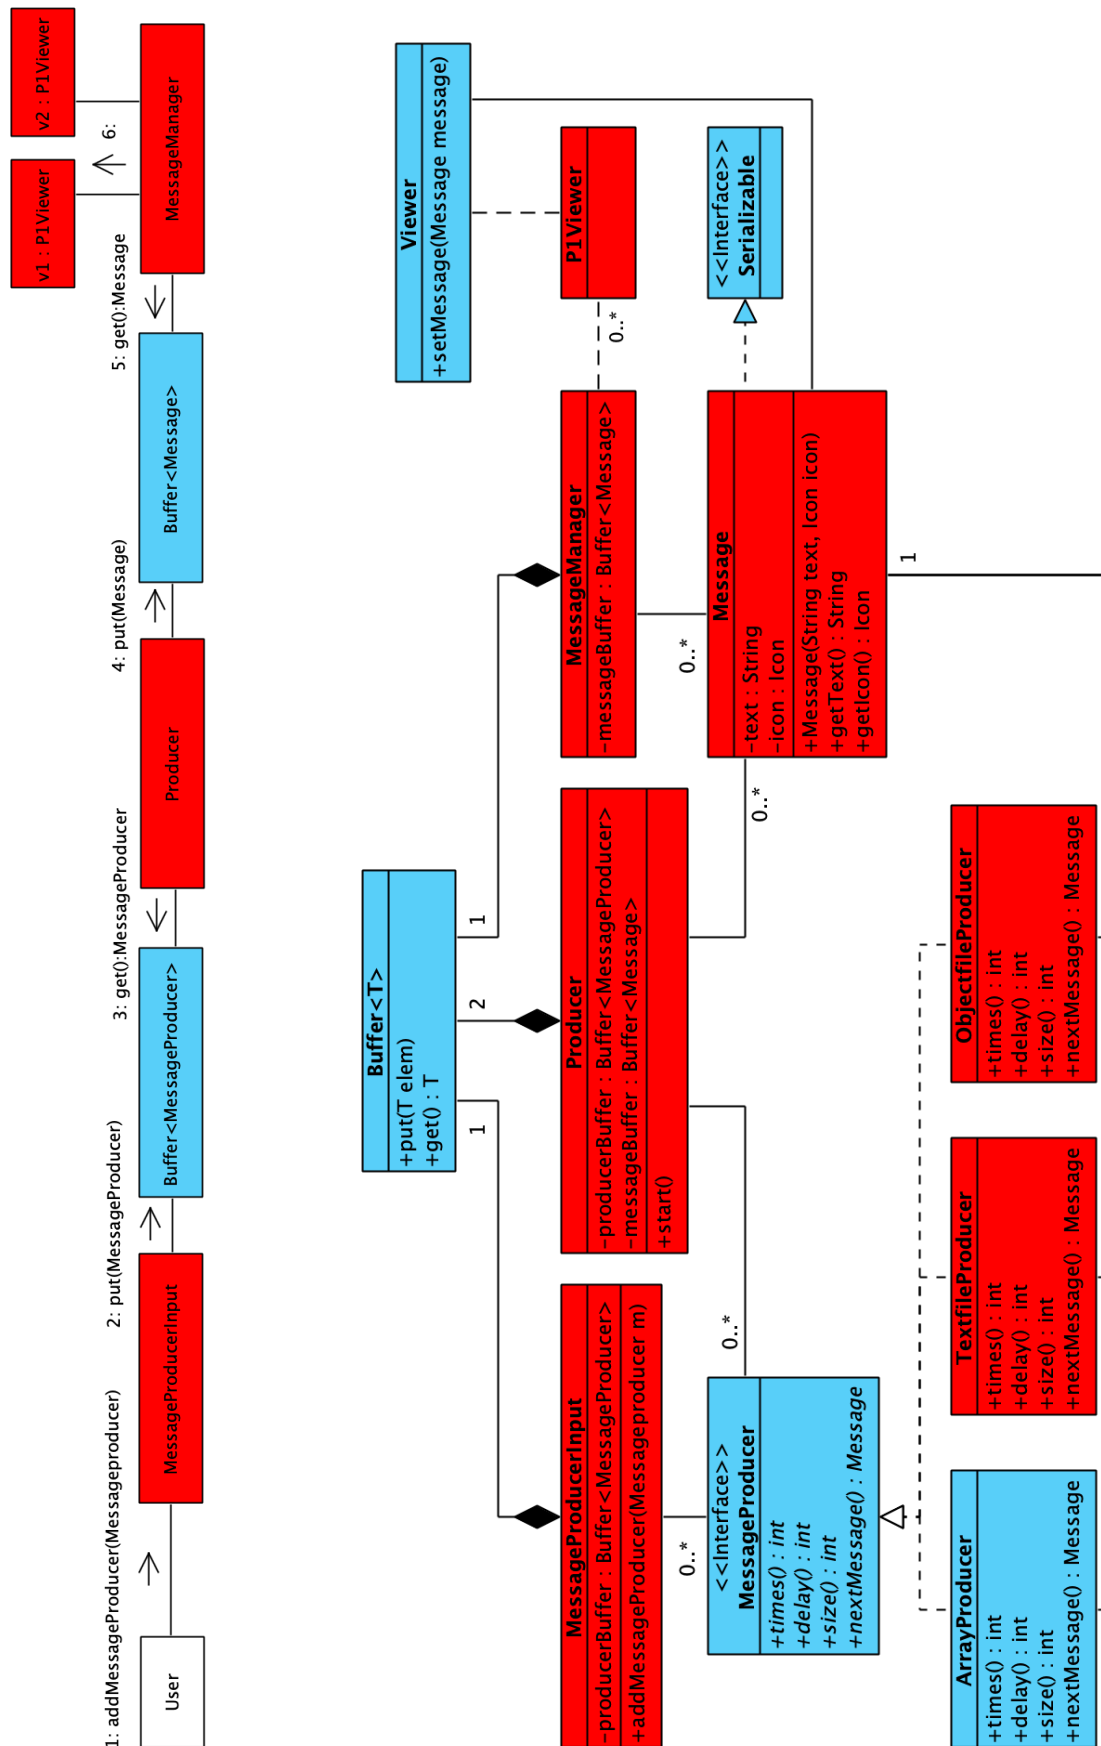 1: addMessageProducer(Messageproducer)
2: put(MessageProducer)
3: get():MessageProducer
4: put(Message)
5: get():Message
6:
User
MessageProducerInput
Buffer<MessageProducer>
Producer
Buffer<Message>
MessageManager
v1 : P1Viewer
v2 : P1Viewer
Buffer<T>
+put(T elem)
+get() : T
1
2
1
Viewer
+setMessage(Message message)
MessageProducerInput
-producerBuffer : Buffer<MessageProducer>
+addMessageProducer(Messageproducer m)
Producer
-producerBuffer : Buffer<MessageProducer>
-messageBuffer : Buffer<Message>
+start()
MessageManager
-messageBuffer : Buffer<Message>
0..*
P1Viewer
0..*
0..*
0..*
0..*
<<Interface>>
MessageProducer
+times() : int
+delay() : int
+size() : int
+nextMessage() : Message
Message
-text : String
-icon : Icon
+Message(String text, Icon icon)
+getText() : String
+getIcon() : Icon
1
<<Interface>>
Serializable
ArrayProducer
+times() : int
+delay() : int
+size() : int
+nextMessage() : Message
TextfileProducer
+times() : int
+delay() : int
+size() : int
+nextMessage() : Message
ObjectfileProducer
+times() : int
+delay() : int
+size() : int
+nextMessage() : Message